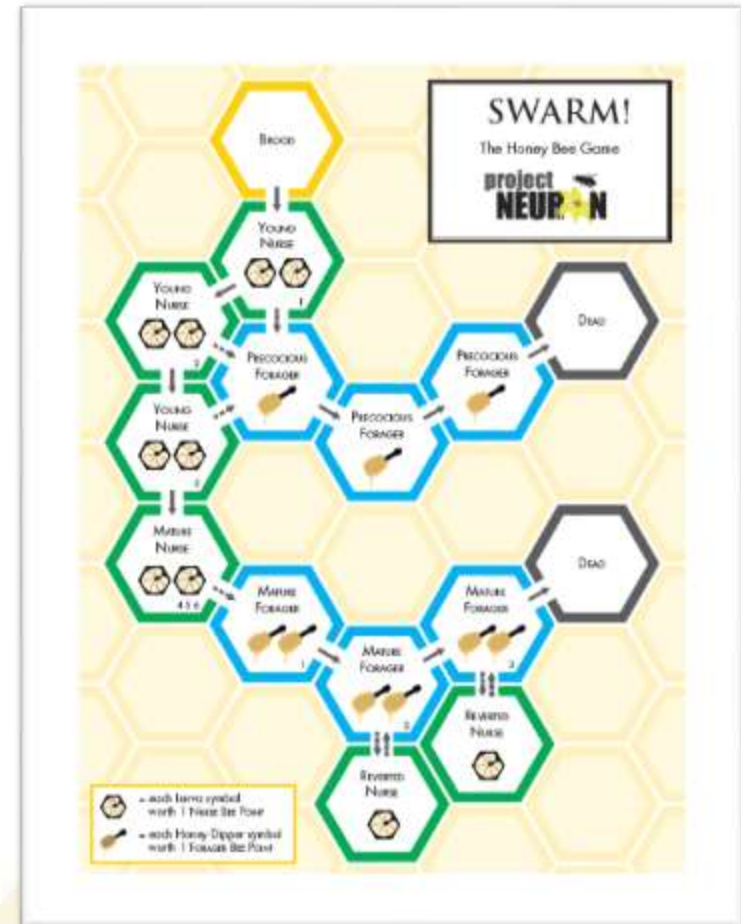 SWARM!
The Honey Bee Game
project
NEURON
BROOD
YOUNG
NURSE
1
YOUNG
NURSE
2
PRECOCIOUS
FORAGER
PRECOCIOUS
FORAGER
PRECOCIOUS
FORAGER
DEAD
YOUNG
NURSE
3
MATURE
NURSE
4 5 6
MATURE
FORAGER
1
MATURE
FORAGER
2
MATURE
FORAGER
3
DEAD
REVERTED
NURSE
REVERTED
NURSE
= each larva symbol
worth 1 NURSE BEE POINT
= each Honey Dipper symbol
worth 1 FORAGER BEE POINT